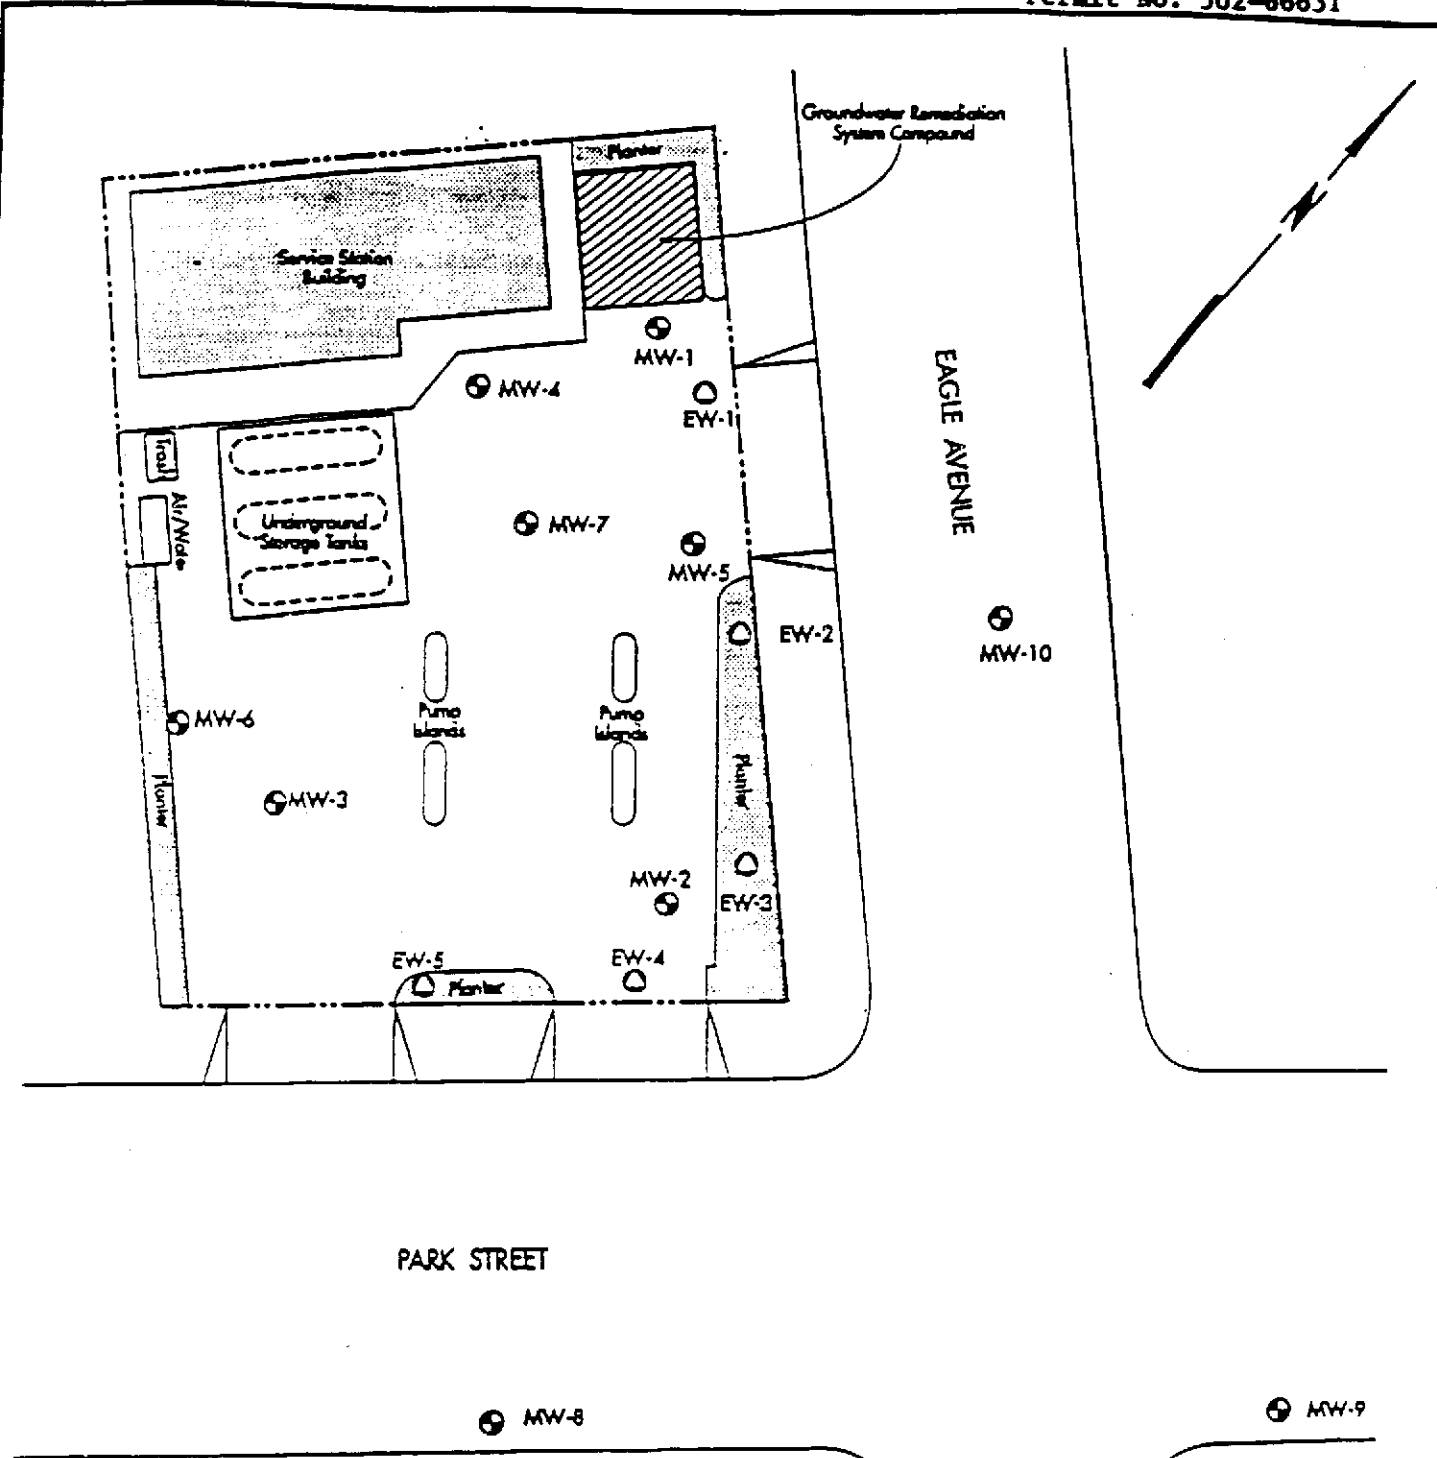 Permit No. 502-66631
Groundwater Remediation
System Compound
Planter
Service Station
Building
MW-1
MW-4
EW-1
EAGLE AVENUE
Trash
Underground
Storage Tanks
MW-7
MW-5
EW-2
MW-10
MW-6
Pump
Islands
Pump
Islands
Planter
Planter
MW-3
MW-2
EW-3
EW-5
EW-4
Planter
PARK STREET
MW-8
MW-9